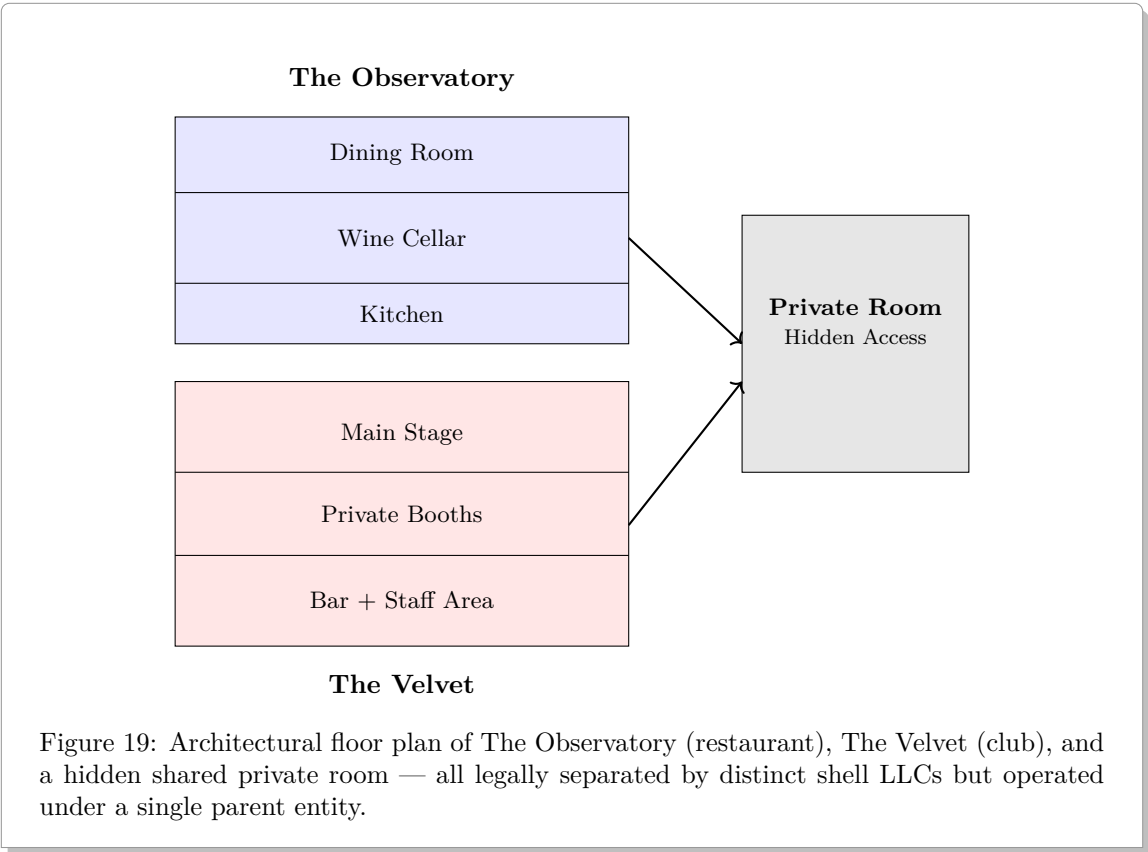 The Observatory
Dining Room
Wine Cellar
Kitchen
Private Room
Hidden Access
Main Stage
Private Booths
Bar + Staff Area
The Velvet
Figure 19: Architectural floor plan of The Observatory (restaurant), The Velvet (club), and
a hidden shared private room — all legally separated by distinct shell LLCs but operated
under a single parent entity.